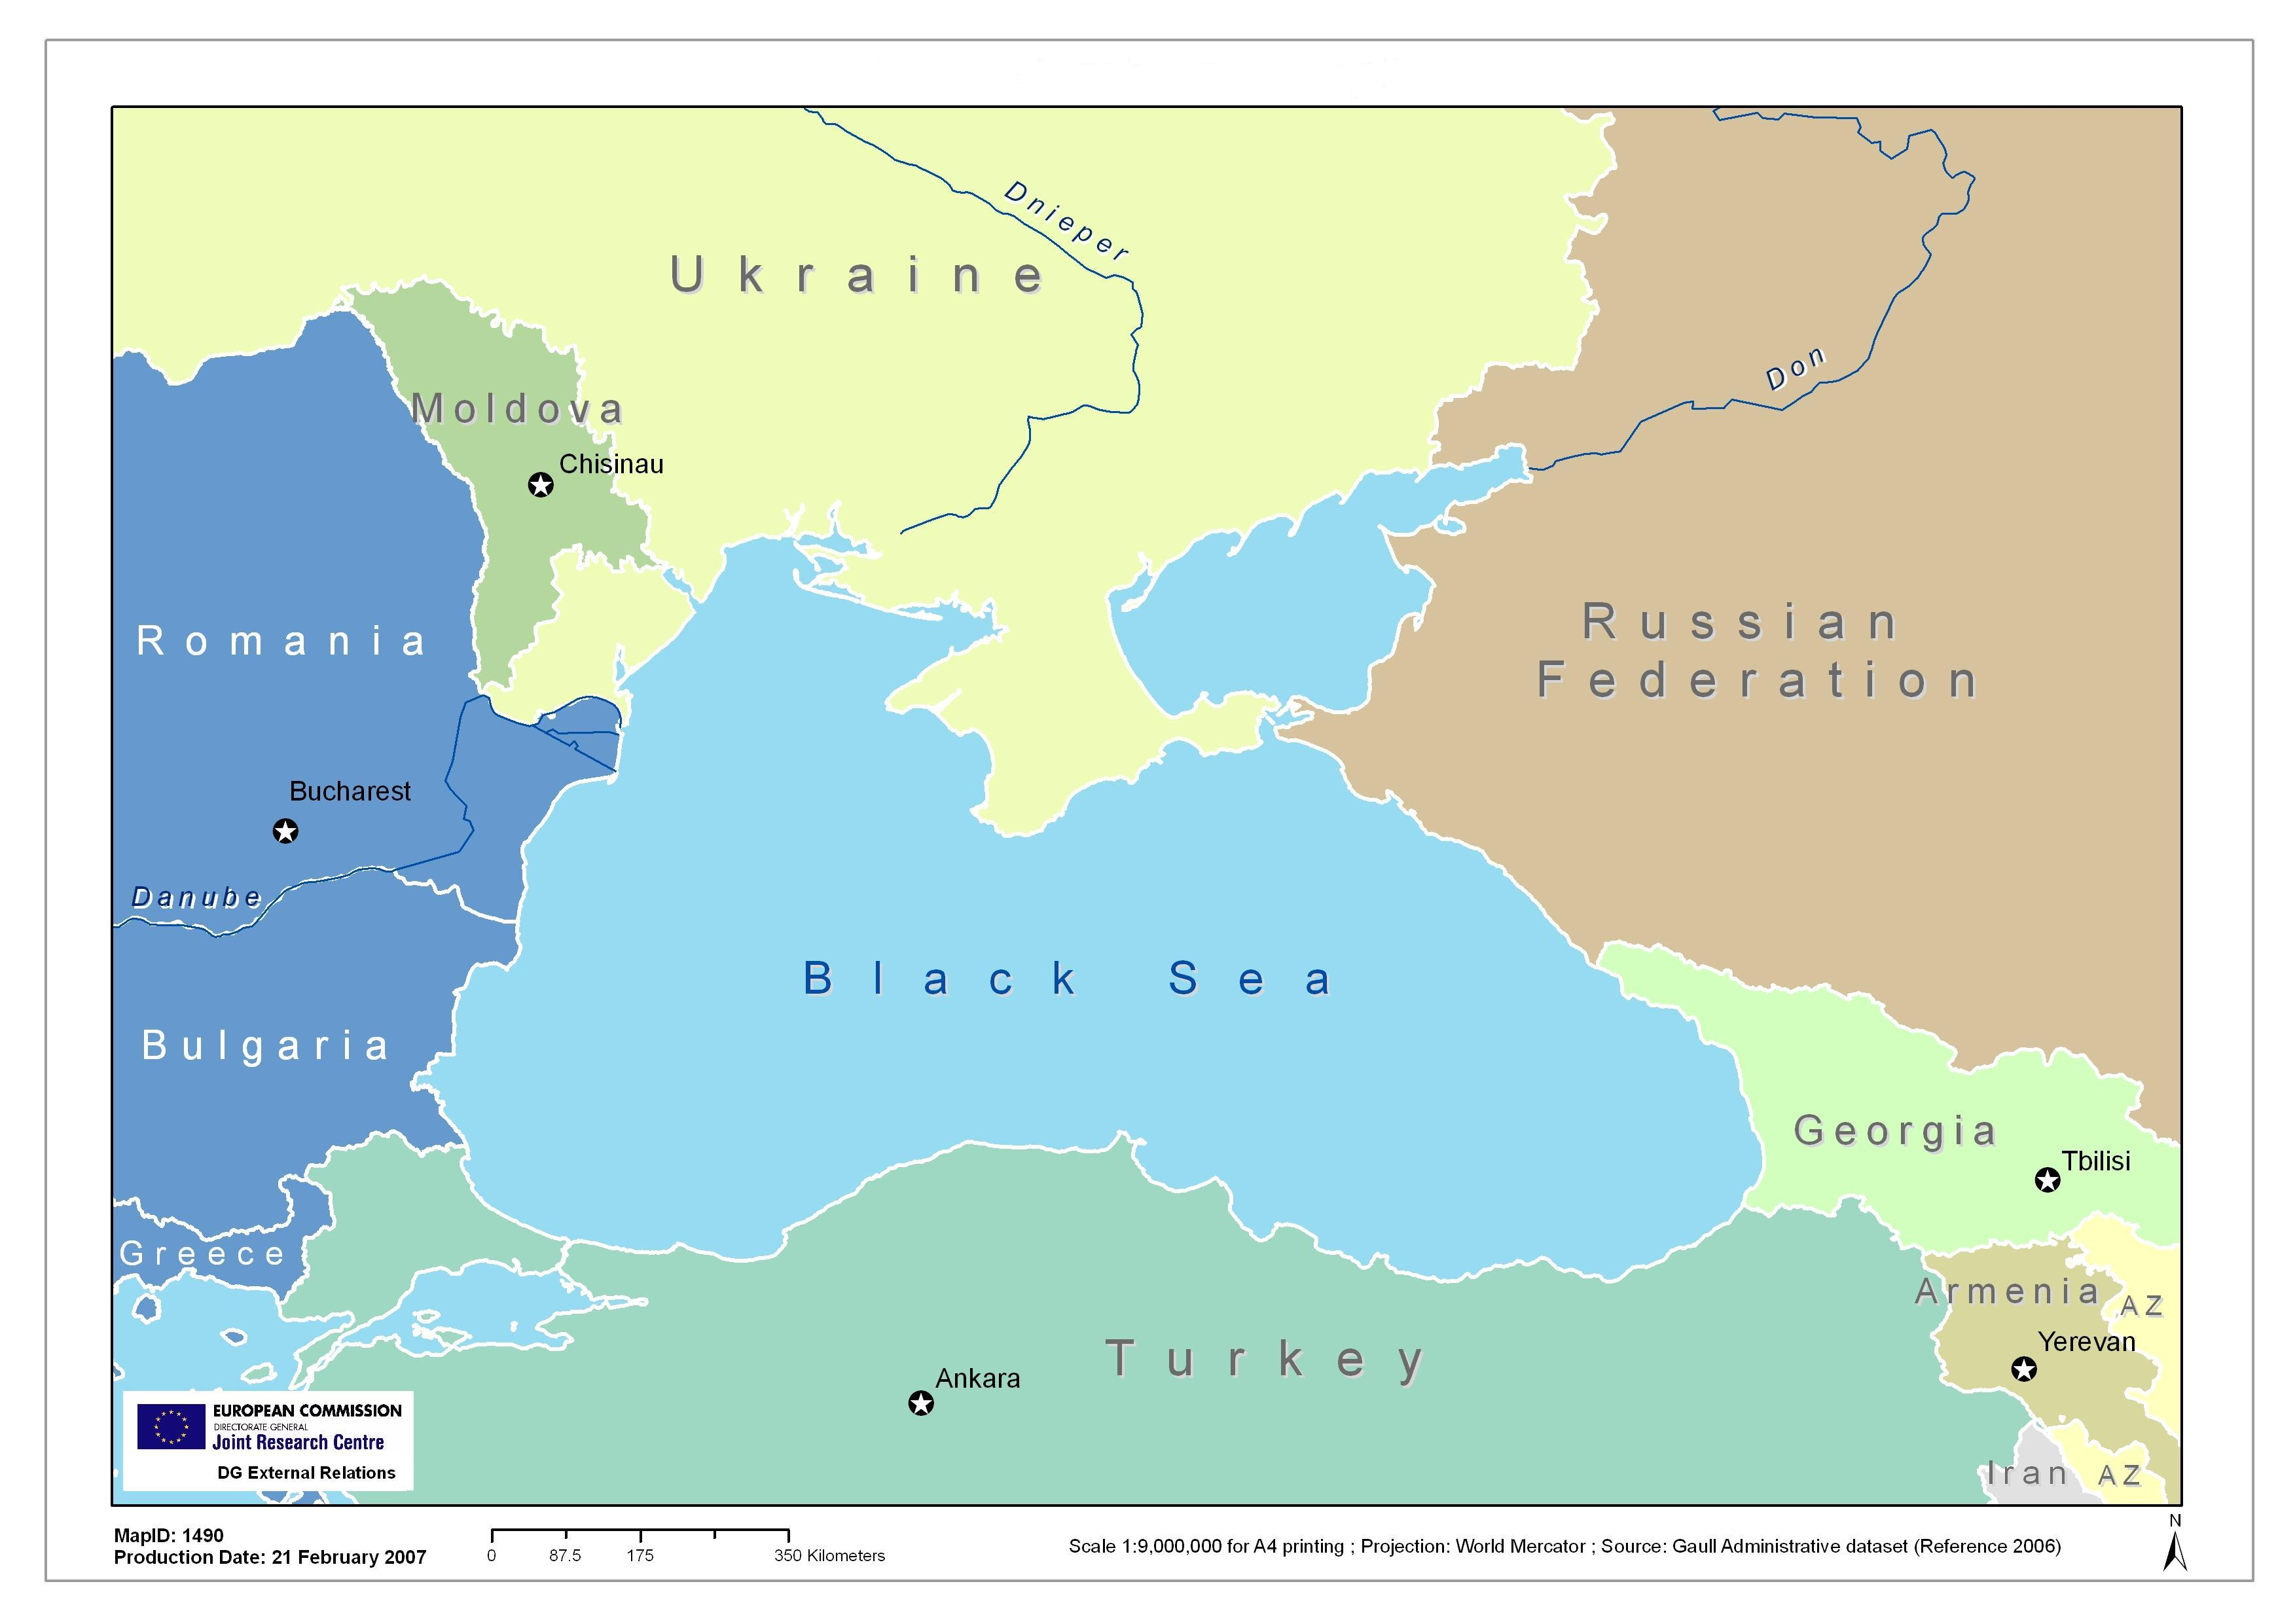 Dnieper
Ukraine
Don
Moldova
Chisinau
Russian
Federation
Romania
Bucharest
Danube
Black Sea
Bulgaria
Georgia
Tbilisi
Greece
Armenia
AZ
Yerevan
Turkey
Ankara
Iran
AZ
EUROPEAN COMMISSION
DIRECTORATE-GENERAL
Joint Research Centre
DG External Relations
MapID: 1490
Production Date: 21 February 2007
0 87.5 175 350 Kilometers
Scale 1:9,000,000 for A4 printing ; Projection: World Mercator ; Source: Gaull Administrative dataset (Reference 2006)
N